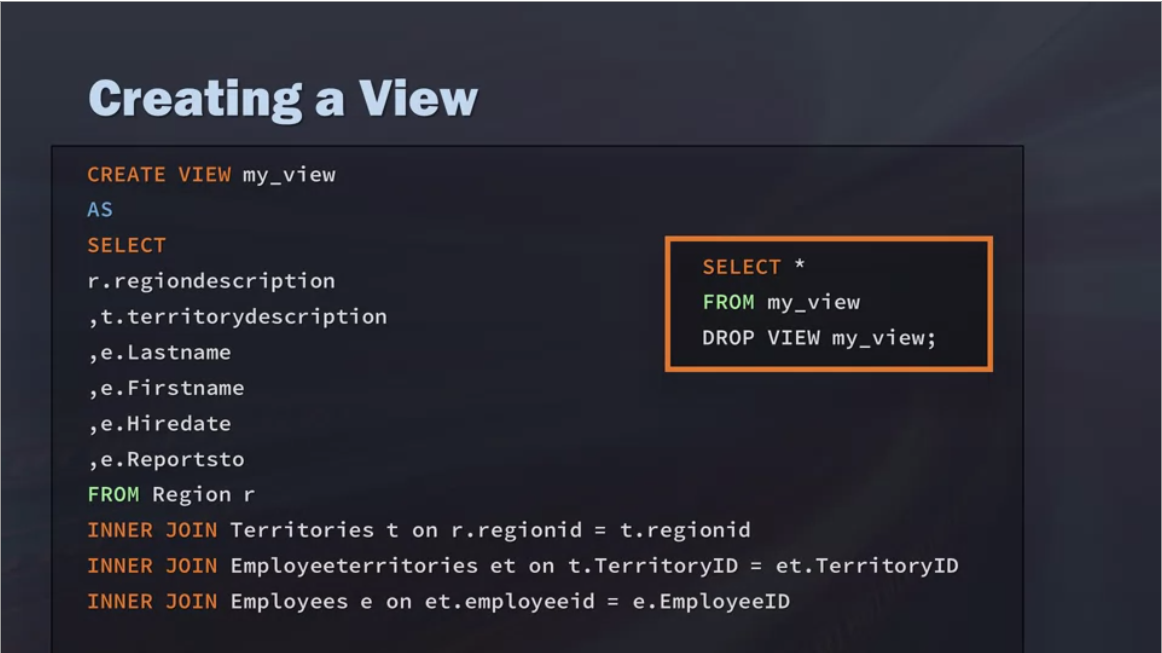 Creating a View
CREATE VIEW my_view
AS
SELECT
r.regiondescription
,t.territorydescription
,e.Lastname
,e.Firstname
,e.Hiredate
,e.Reportsto
FROM Region r
INNER JOIN Territories t on r.regionid = t.regionid
INNER JOIN Employeeterritories et on t.TerritoryID = et.TerritoryID
INNER JOIN Employees e on et.employeeid = e.EmployeeID
SELECT *
FROM my_view
DROP VIEW my_view;